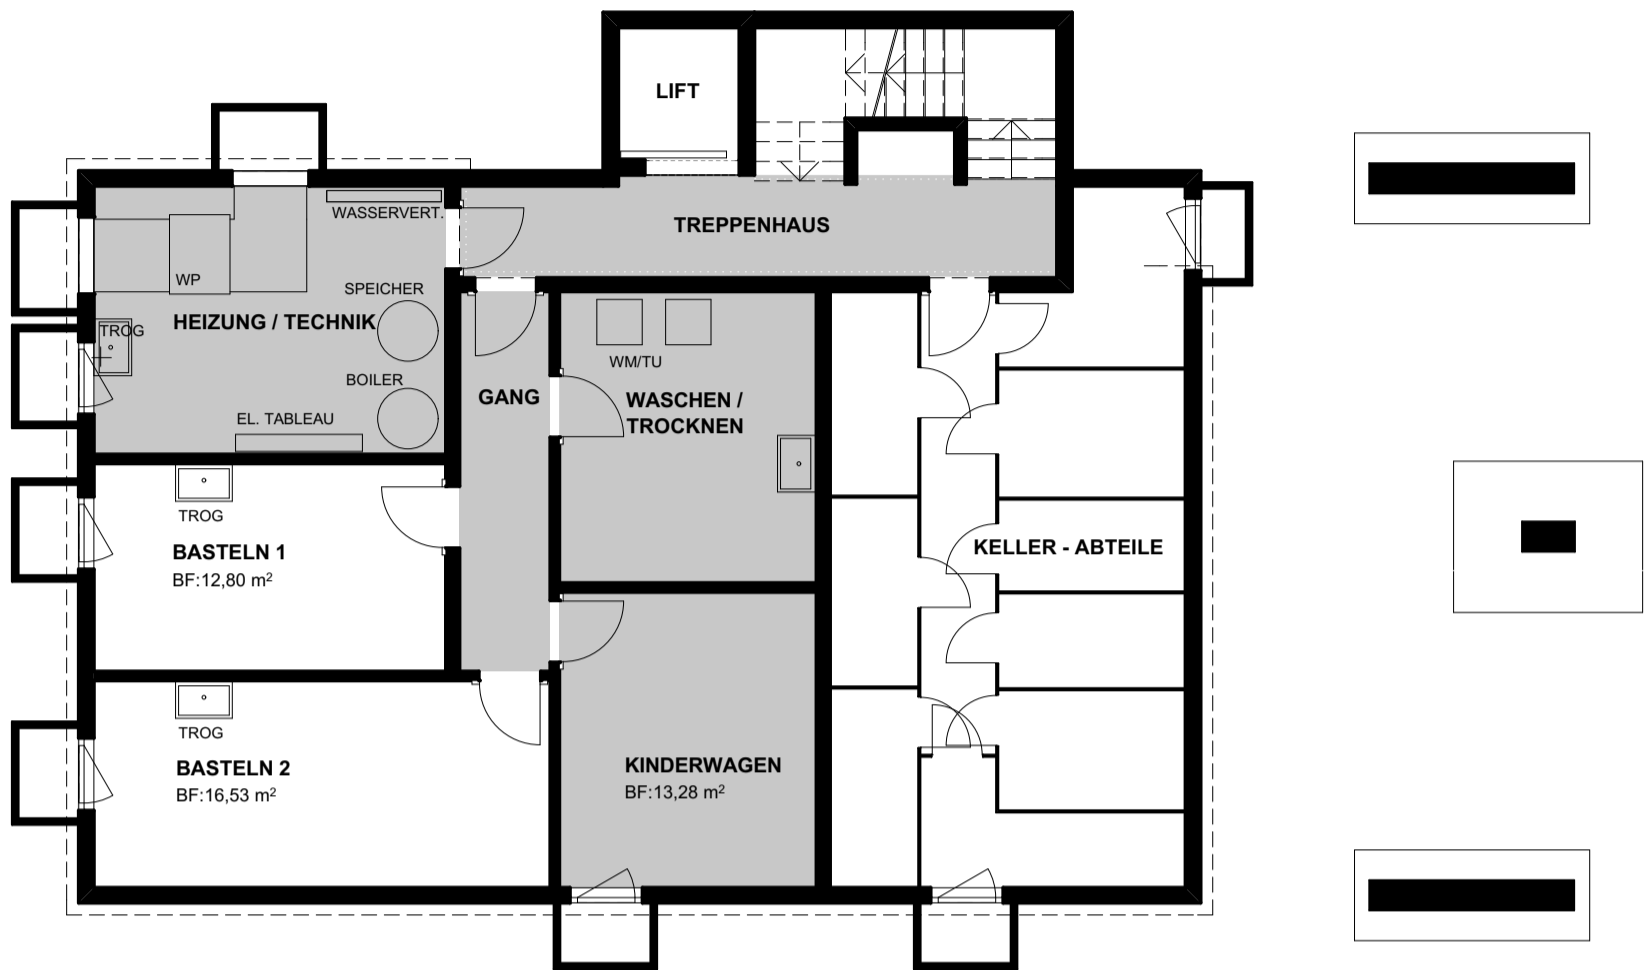 LIFT
WASSERVERT.
TREPPENHAUS
WP
SPEICHER
HEIZUNG / TECHNIK
TROG
WM/TU
BOILER
GANG
WASCHEN /
TROCKNEN
EL. TABLEAU
TROG
BASTELN 1
BF:12,80 m²
KELLER - ABTEILE
TROG
BASTELN 2
BF:16,53 m²
KINDERWAGEN
BF:13,28 m²